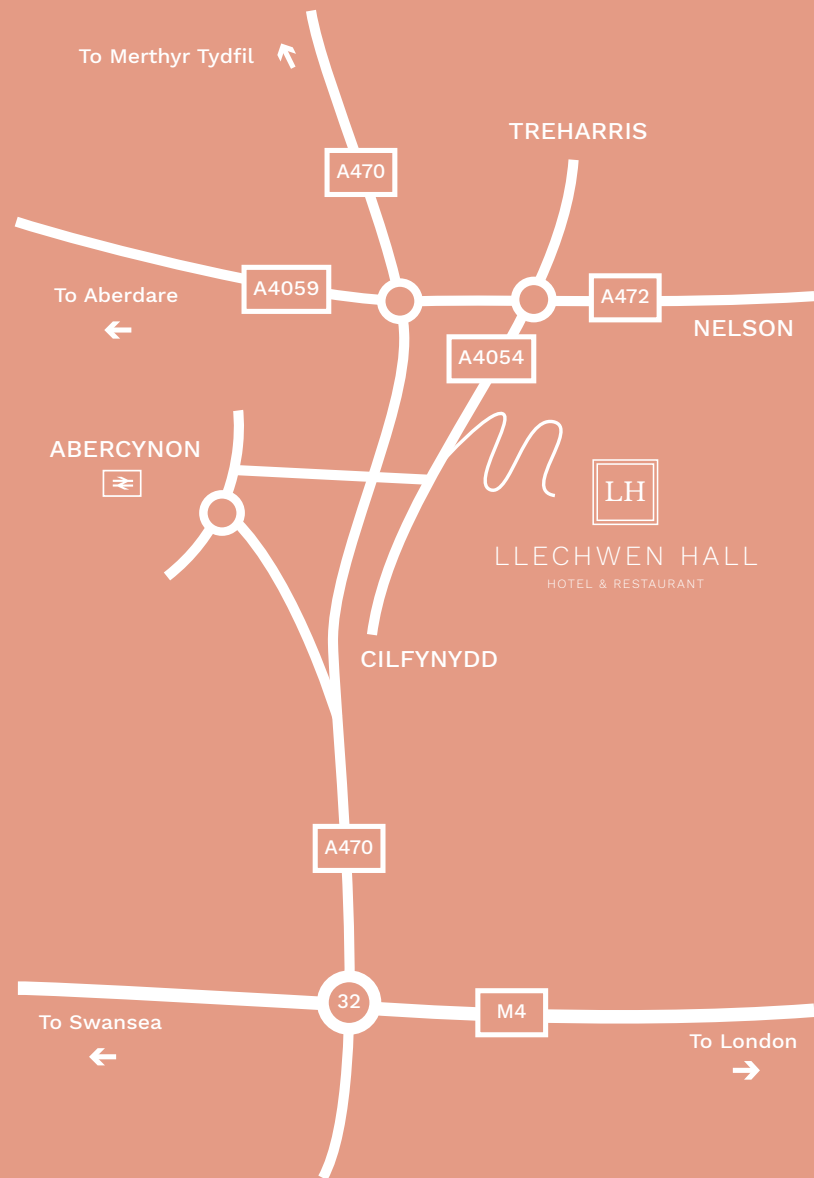 To Merthyr Tydfil
TREHARRIS
A470
To Aberdare
A4059
A472
NELSON
A4054
ABERCYNON
LH
LLECHWEN HALL
HOTEL & RESTAURANT
CILFYNYDD
A470
32
M4
To Swansea
To London